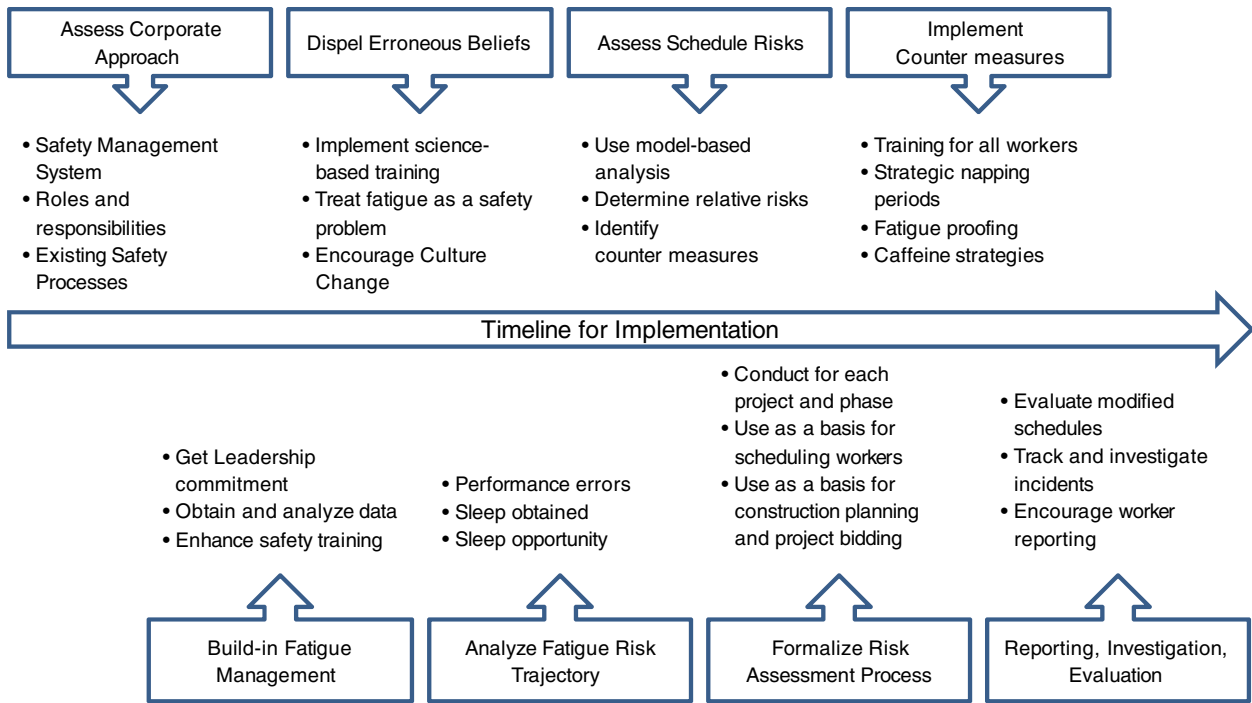 Assess Corporate
Approach
Dispel Erroneous Beliefs
Assess Schedule Risks
Implement
Counter measures
• Safety Management
System
• Roles and
responsibilities
• Existing Safety
Processes
• Implement science-
based training
• Treat fatigue as a safety
problem
• Encourage Culture
Change
• Use model-based
analysis
• Determine relative risks
• Identify
counter measures
• Training for all workers
• Strategic napping
periods
• Fatigue proofing
• Caffeine strategies
Timeline for Implementation
• Get Leadership
commitment
• Obtain and analyze data
• Enhance safety training
• Performance errors
• Sleep obtained
• Sleep opportunity
• Conduct for each
project and phase
• Use as a basis for
scheduling workers
• Use as a basis for
construction planning
and project bidding
• Evaluate modified
schedules
• Track and investigate
incidents
• Encourage worker
reporting
Build-in Fatigue
Management
Analyze Fatigue Risk
Trajectory
Formalize Risk
Assessment Process
Reporting, Investigation,
Evaluation